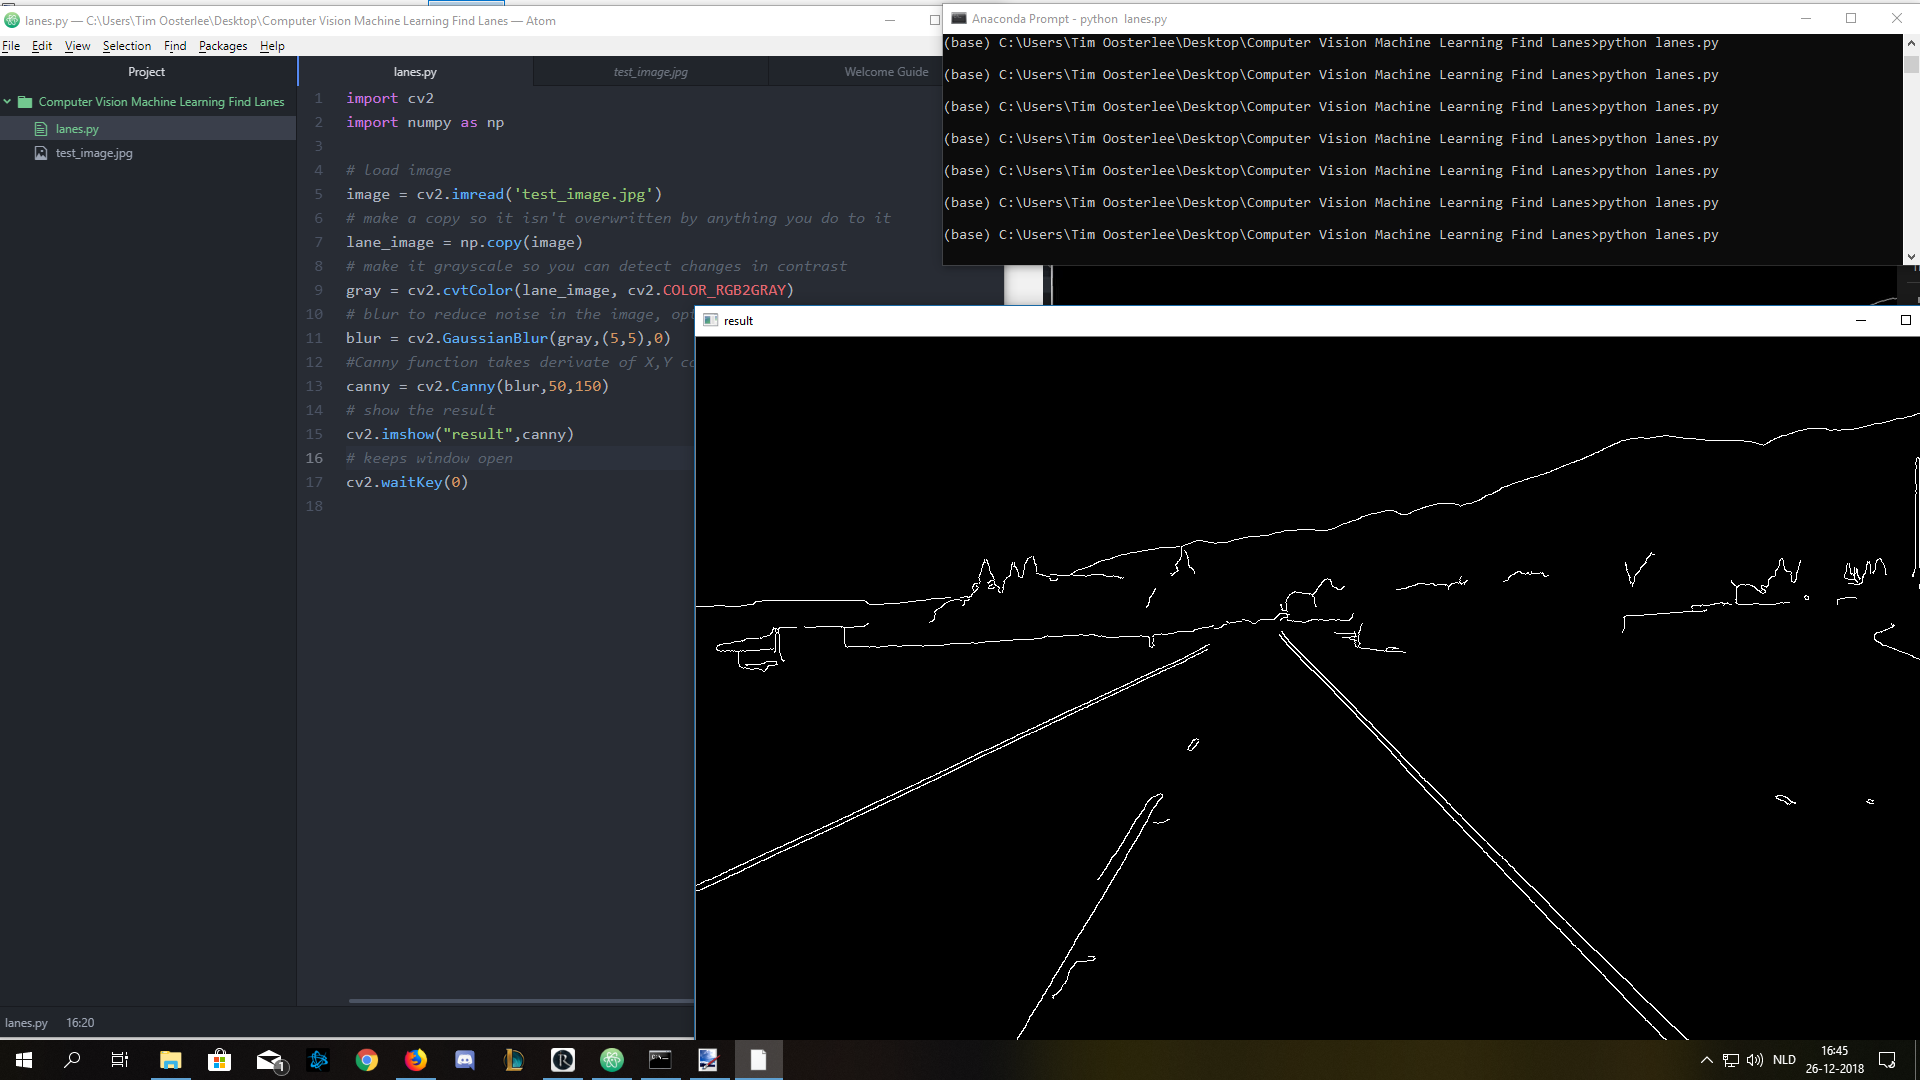 lanes.py — C:\Users\Tim Oosterlee\Desktop\Computer Vision Machine Learning Find Lanes — Atom
File Edit View Selection Find Packages Help
Project
Computer Vision Machine Learning Find Lanes
lanes.py
test_image.jpg
lanes.py test_image.jpg Welcome Guide
1 import cv2
2 import numpy as np
3
4 # load image
5 image = cv2.imread('test_image.jpg')
6 # make a copy so it isn't overwritten by anything you do to it
7 lane_image = np.copy(image)
8 # make it grayscale so you can detect changes in contrast
9 gray = cv2.cvtColor(lane_image, cv2.COLOR_RGB2GRAY)
10 # blur to reduce noise in the image, opt
11 blur = cv2.GaussianBlur(gray,(5,5),0)
12 #Canny function takes derivate of X,Y co
13 canny = cv2.Canny(blur,50,150)
14 # show the result
15 cv2.imshow("result",canny)
16 # keeps window open
17 cv2.waitKey(0)
18
lanes.py 16:20
Anaconda Prompt - python lanes.py
(base) C:\Users\Tim Oosterlee\Desktop\Computer Vision Machine Learning Find Lanes>python lanes.py
(base) C:\Users\Tim Oosterlee\Desktop\Computer Vision Machine Learning Find Lanes>python lanes.py
(base) C:\Users\Tim Oosterlee\Desktop\Computer Vision Machine Learning Find Lanes>python lanes.py
(base) C:\Users\Tim Oosterlee\Desktop\Computer Vision Machine Learning Find Lanes>python lanes.py
(base) C:\Users\Tim Oosterlee\Desktop\Computer Vision Machine Learning Find Lanes>python lanes.py
(base) C:\Users\Tim Oosterlee\Desktop\Computer Vision Machine Learning Find Lanes>python lanes.py
(base) C:\Users\Tim Oosterlee\Desktop\Computer Vision Machine Learning Find Lanes>python lanes.py
result
1
R
NLD
16:45
26-12-2018